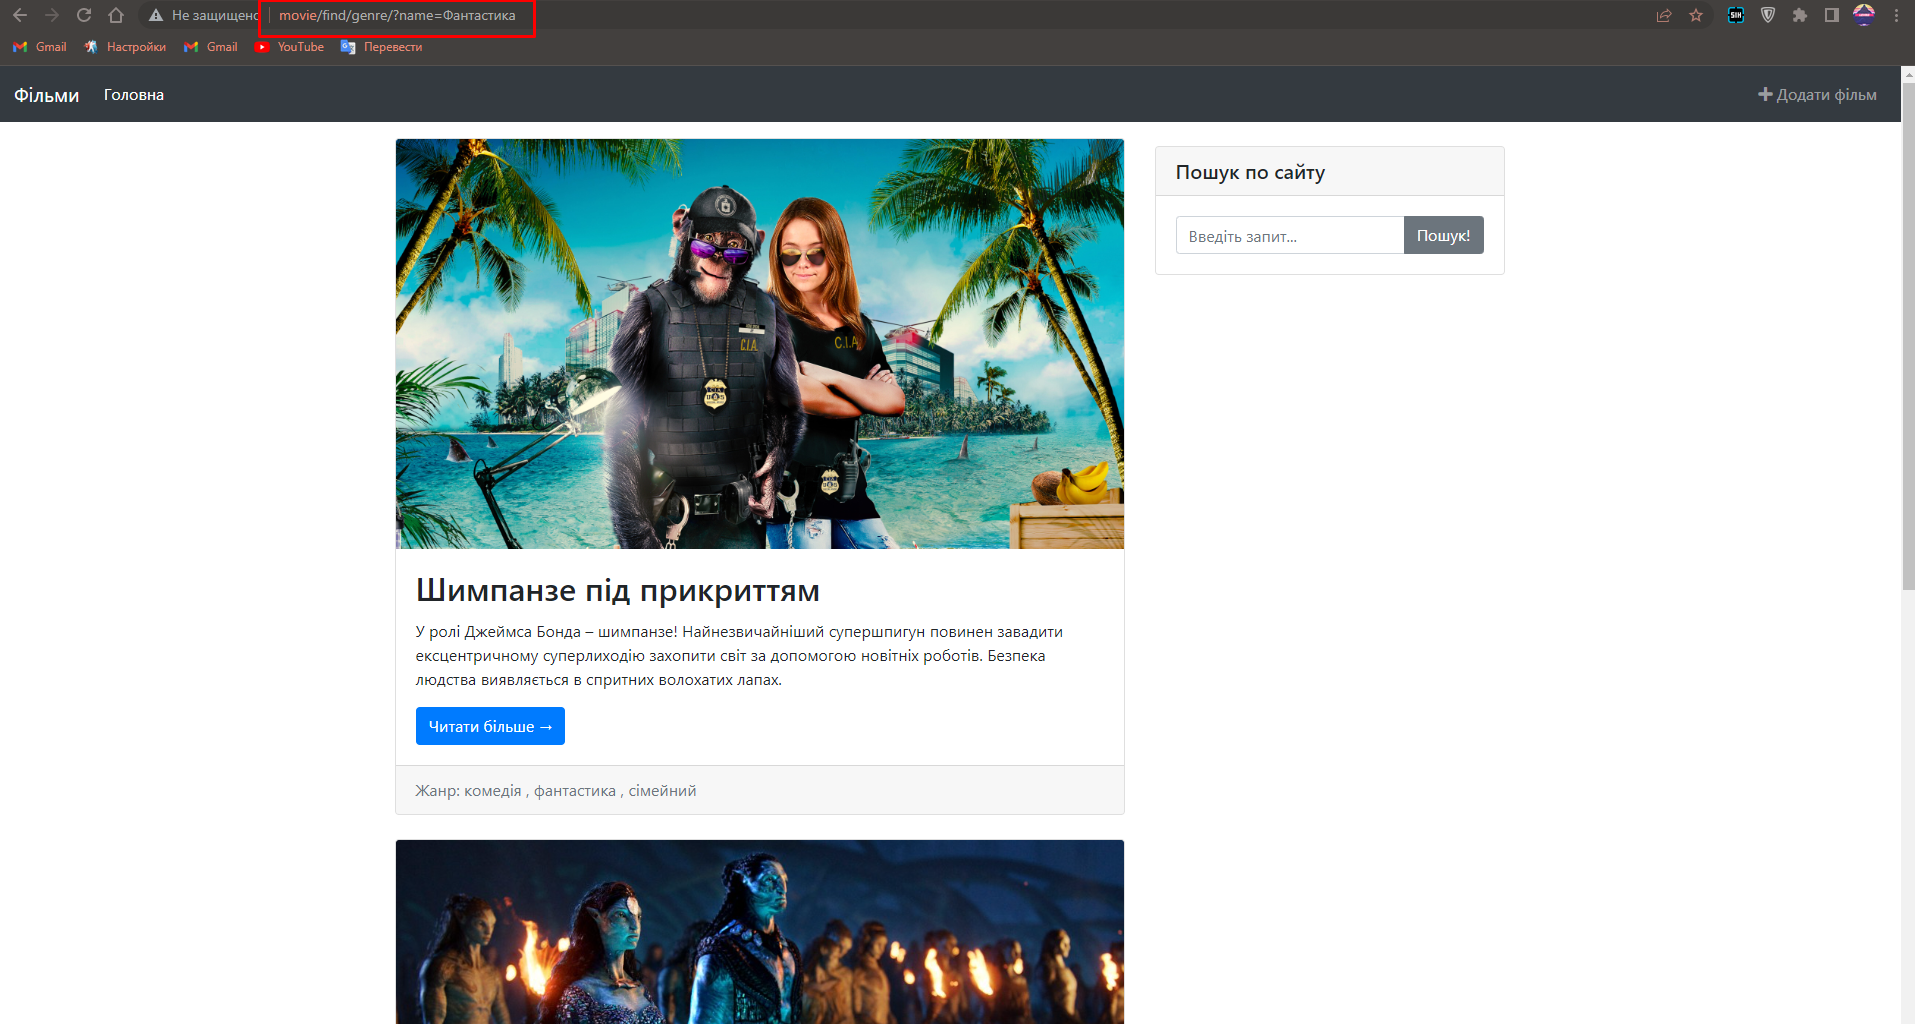 Не защищено | movie/find/genre/?name=Фантастика
Gmail Настройки Gmail YouTube Перевести
Фільми Головна Додати фільм
C.I.A.
C.I.A.
Пошук по сайту
Введіть запит... Пошук!
Шимпанзе під прикриттям
У ролі Джеймса Бонда – шимпанзе! Найнезвичайніший супершпигун повинен завадити
ексцентричному суперлиходію захопити світ за допомогою новітніх роботів. Безпека
людства виявляється в спритних волохатих лапах.
Читати більше →
Жанр: комедія , фантастика , сімейний